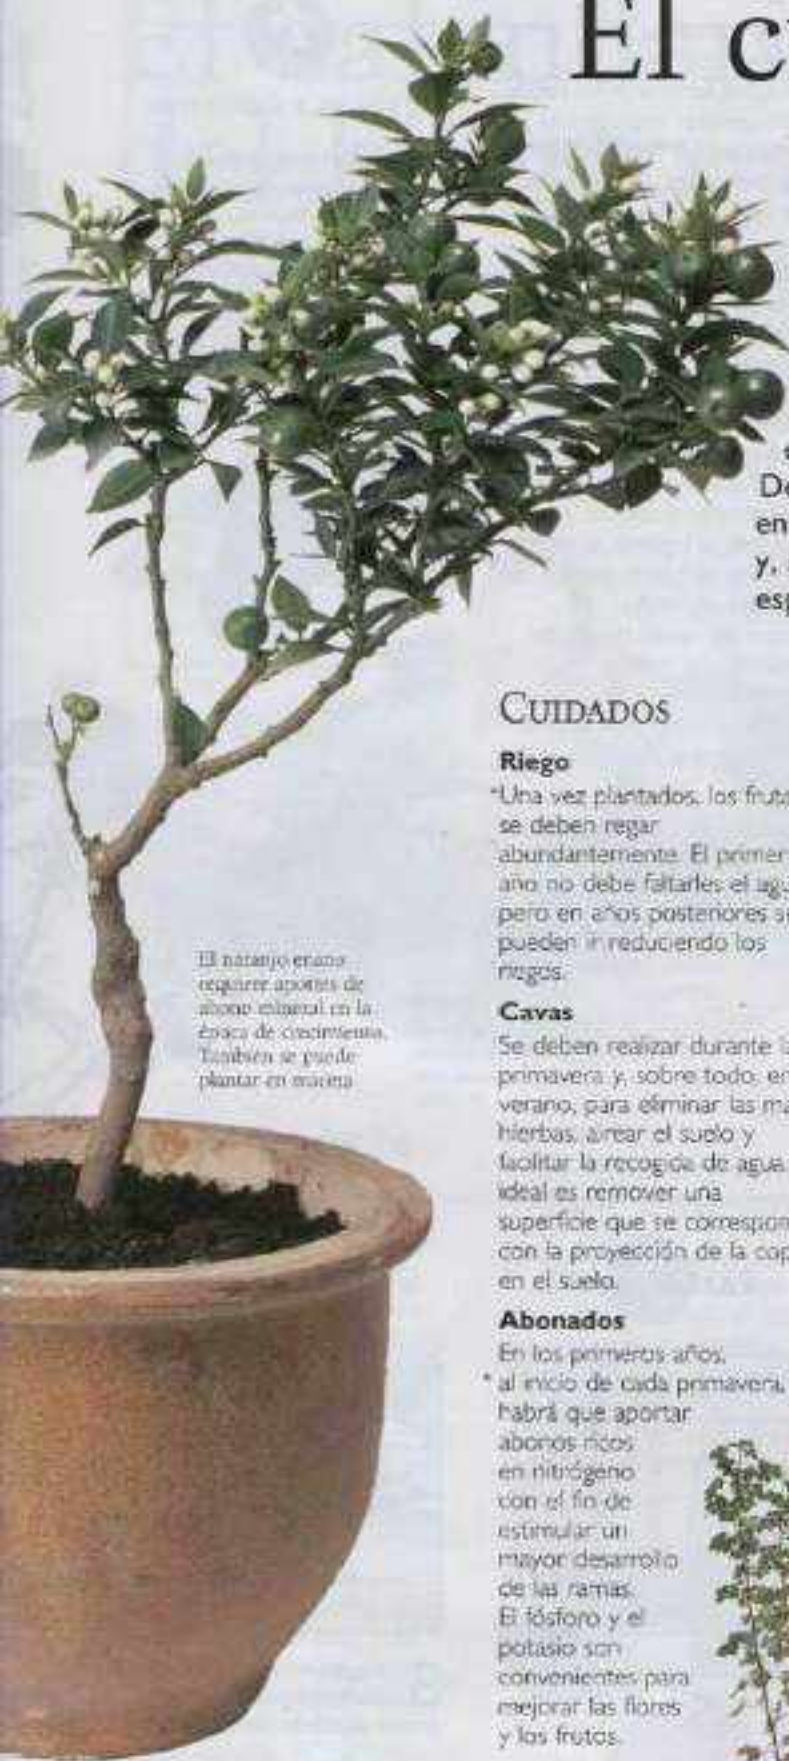 El c
De
en
y,
esp
CUIDADOS
Riego
Una vez plantados, los fruta
se deben regar
abundantemente. El primer
año no debe faltarles el agu
pero en años posteriores s
pueden ir reduciendo los
riegos.
El naranjo enano
requiere aportes de
abono mineral en la
época de crecimiento.
También se puede
plantar en maceta
Cavas
Se deben realizar durante l
primavera y, sobre todo, en
verano, para eliminar las ma
hierbas, airear el suelo y
facilitar la recogida de agua.
ideal es remover una
superficie que se correspon
con la proyección de la cop
en el suelo.
Abonados
En los primeros años,
al inicio de cada primavera,
habrá que aportar
abonos ricos
en nitrógeno
con el fin de
estimular un
mayor desarrollo
de las ramas.
El fósforo y el
potasio son
convenientes para
mejorar las flores
y los frutos.